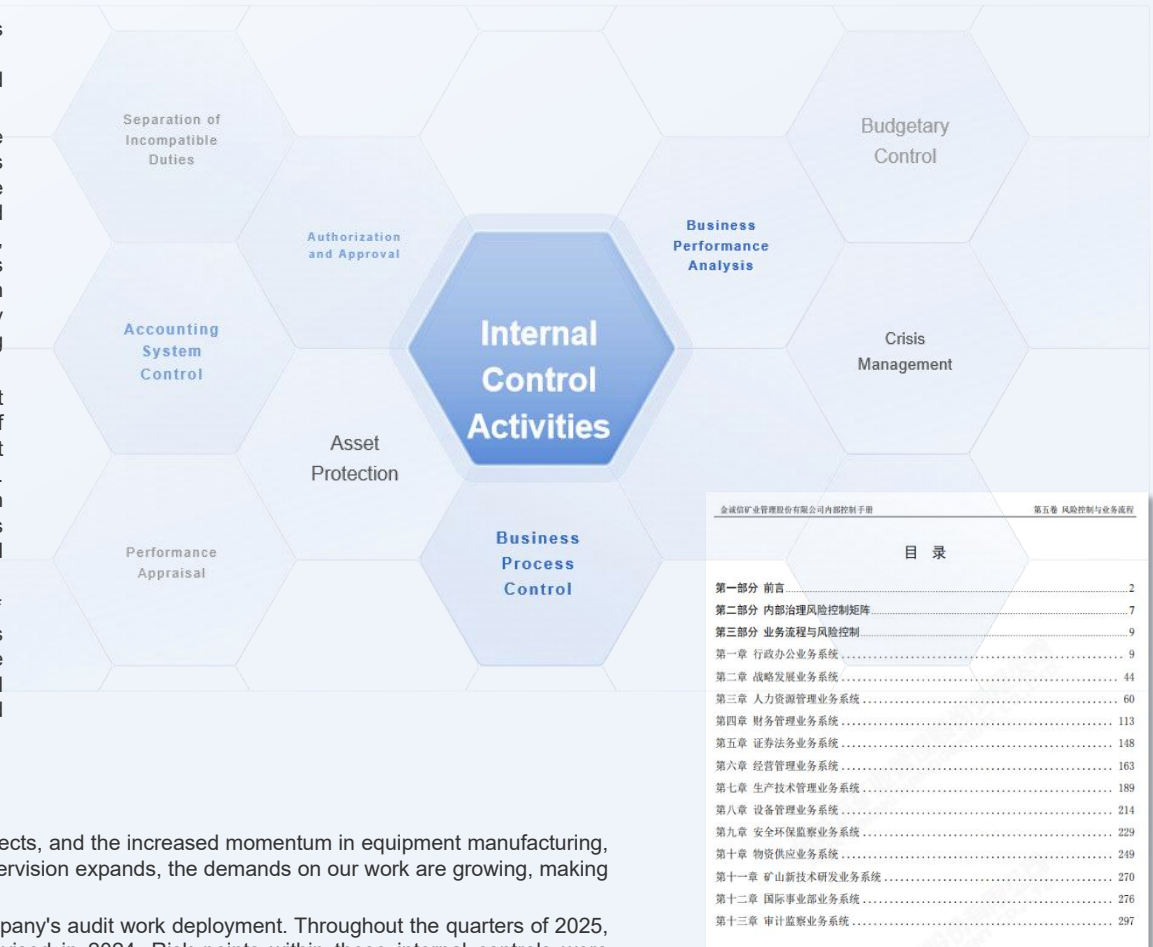 Separation of
Incompatible
Duties
Budgetary
Control
Authorization
and Approval
Business
Performance
Analysis
Accounting
System
Control
Internal
Control
Activities
Crisis
Management
Asset
Protection
Business
Process
Control
Performance
Appraisal
金诚信矿业管理股份有限公司内部控制手册 第五卷 风险控制与业务流程
目 录
第一部分 前言 2
第二部分 内部治理风险控制矩阵 7
第三部分 业务流程与风险控制 9
第一章 行政办公业务系统 9
第二章 战略发展业务系统 44
第三章 人力资源管理业务系统 60
第四章 财务管理业务系统 113
第五章 证券法务业务系统 148
第六章 经营管理业务系统 163
第七章 生产技术管理业务系统 189
第八章 设备管理业务系统 214
第九章 安全环保监察业务系统 229
第十章 物资供应业务系统 249
第十一章 矿山新技术研发业务系统 270
第十二章 国际事业部业务系统 276
第十三章 审计监察业务系统 297
ects, and the increased momentum in equipment manufacturing,
ervision expands, the demands on our work are growing, making
pany's audit work deployment. Throughout the quarters of 2025,